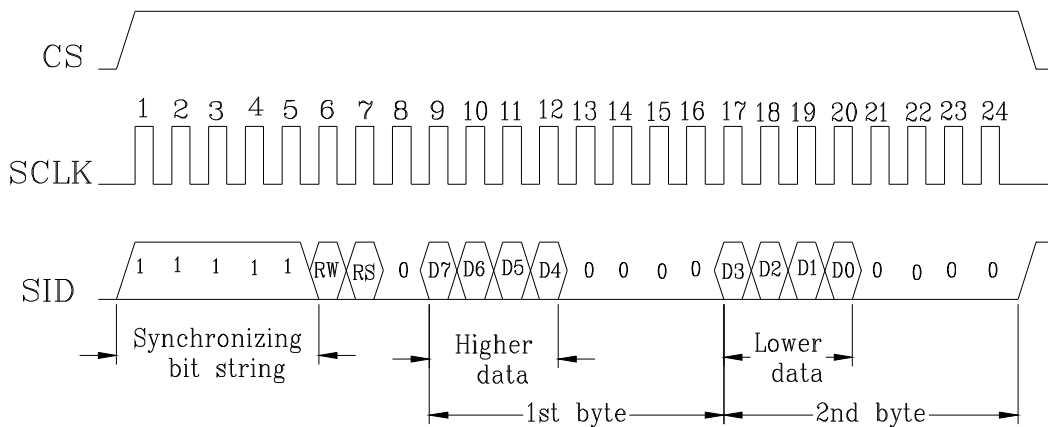 CS
1 2 3 4 5 6 7 8 9 10 11 12 13 14 15 16 17 18 19 20 21 22 23 24
SCLK
SID
1 1 1 1 1 RW RS 0 D7 D6 D5 D4 0 0 0 0 D3 D2 D1 D0 0 0 0 0
Synchronizing
bit string
Higher
data
Lower
data
1st byte
2nd byte